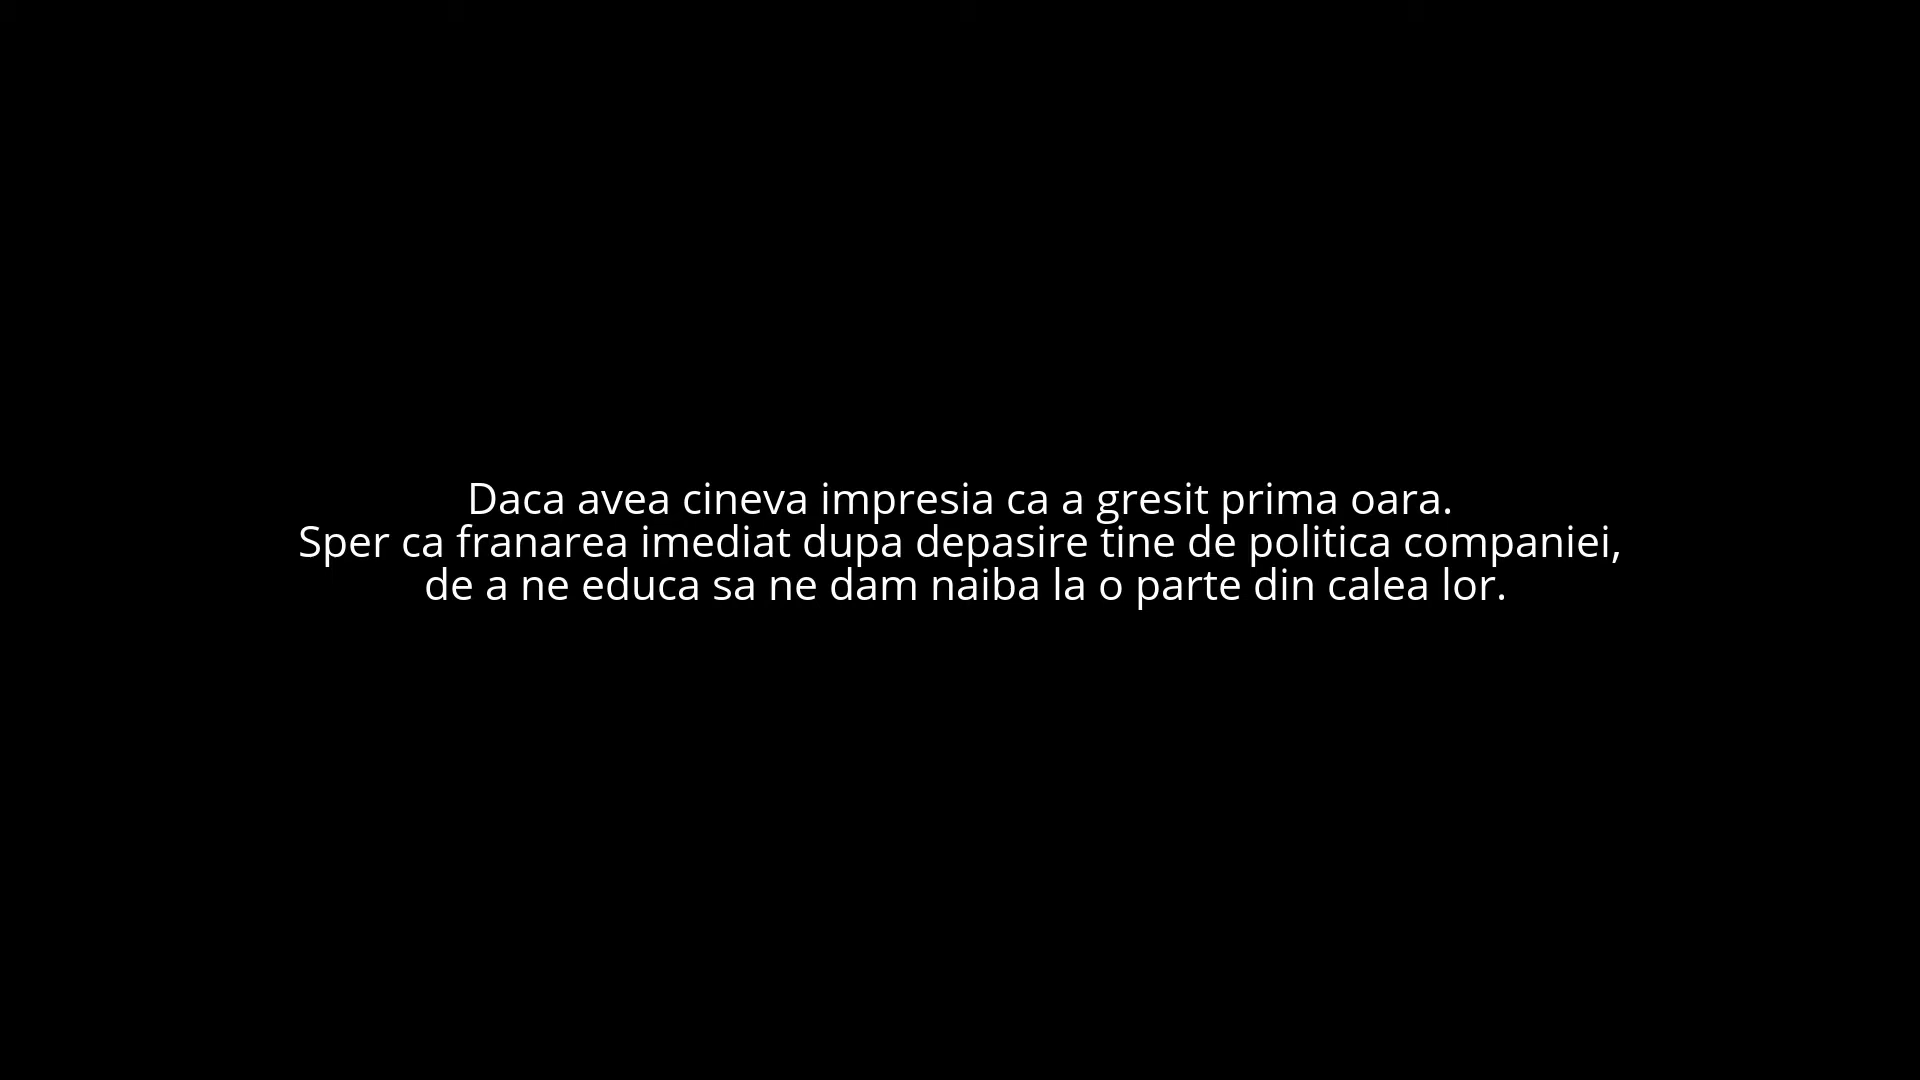 Daca avea cineva impresia ca a gresit prima oara.
Sper ca franarea imediat dupa depasire tine de politica companiei,
de a ne educa sa ne dam naiba la o parte din calea lor.